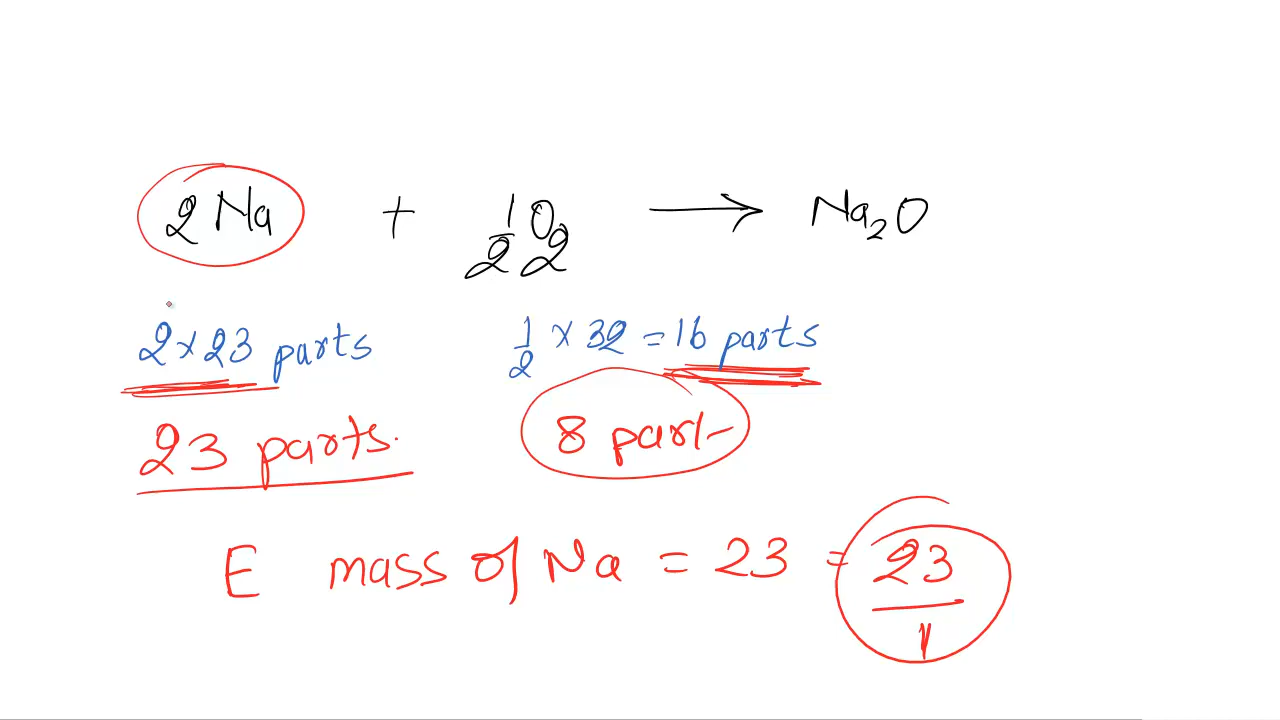 2Na + 1/2 O₂ → Na₂O
2 × 23 parts 1/2 × 32 = 16 parts
23 parts. 8 part
E mass of Na = 23 = 23/1